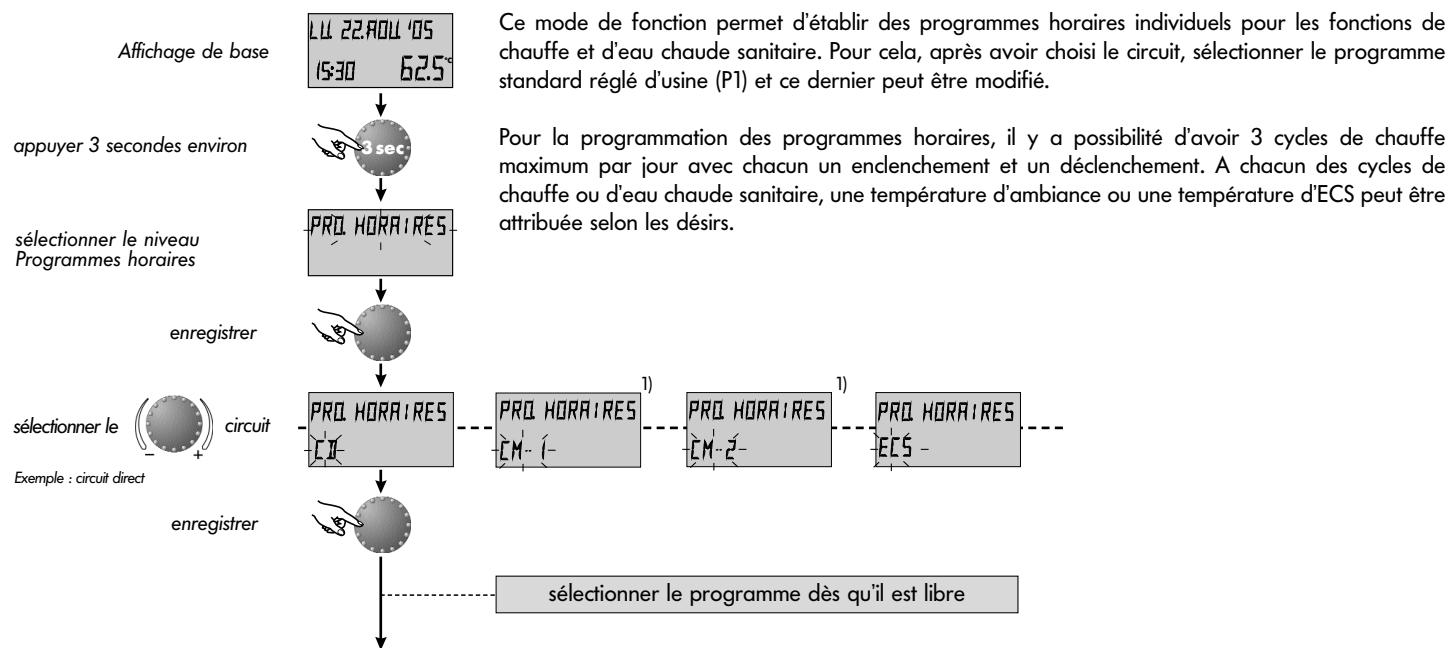 LU. 22.AOU. '05
15:30 62.5°C
Affichage de base
Ce mode de fonction permet d'établir des programmes horaires individuels pour les fonctions de
chauffe et d'eau chaude sanitaire. Pour cela, après avoir choisi le circuit, sélectionner le programme
standard réglé d'usine (P1) et ce dernier peut être modifié.
appuyer 3 secondes environ
3 sec
Pour la programmation des programmes horaires, il y a possibilité d'avoir 3 cycles de chauffe
maximum par jour avec chacun un enclenchement et un déclenchement. A chacun des cycles de
chauffe ou d'eau chaude sanitaire, une température d'ambiance ou une température d'ECS peut être
attribuée selon les désirs.
sélectionner le niveau
Programmes horaires
PRO. HORAIRES
enregistrer
sélectionner le - + circuit
Exemple : circuit direct
PRO. HORAIRES
CD
1)
PRO. HORAIRES
CM-1
1)
PRO. HORAIRES
CM-2
PRO. HORAIRES
ECS
enregistrer
sélectionner le programme dès qu'il est libre